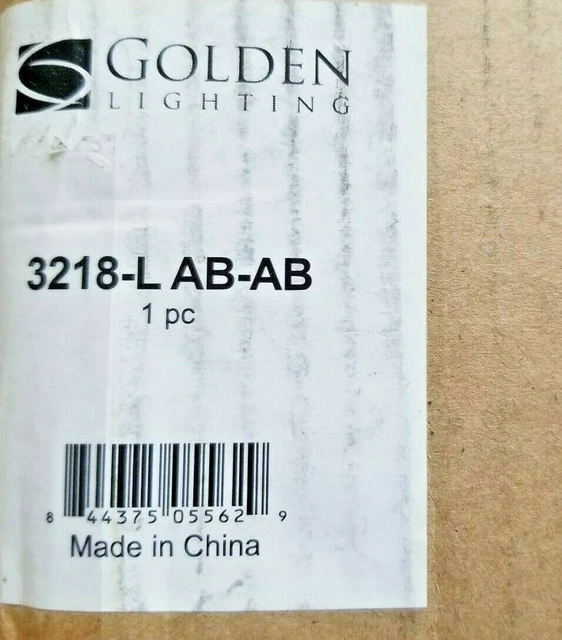 GOLDEN
LIGHTING
3218-L AB-AB
1 pc
8 44375 05562 9
Made in China